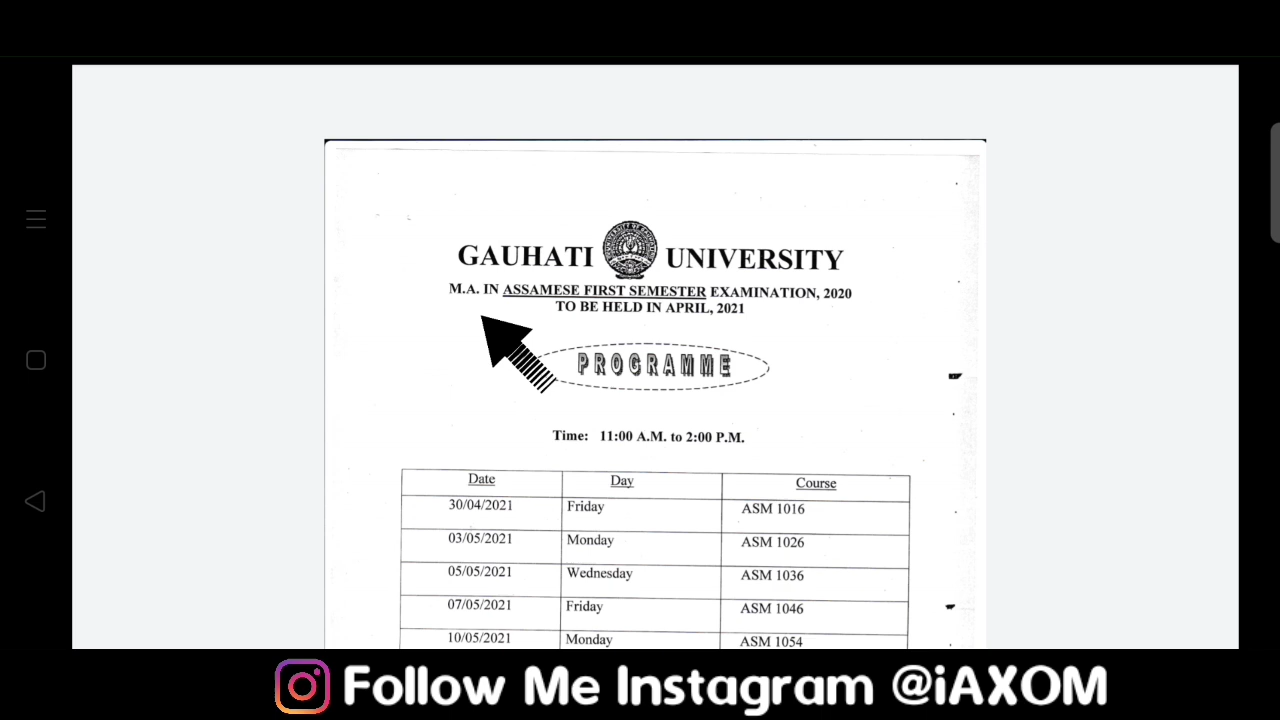 GAUHATI UNIVERSITY
M.A. IN ASSAMESE FIRST SEMESTER EXAMINATION, 2020
TO BE HELD IN APRIL, 2021
PROGRAMME
Time: 11:00 A.M. to 2:00 P.M.
Date Day Course
30/04/2021 Friday ASM 1016
03/05/2021 Monday ASM 1026
05/05/2021 Wednesday ASM 1036
07/05/2021 Friday ASM 1046
10/05/2021 Monday ASM 1054
Follow Me Instagram @iAXOM